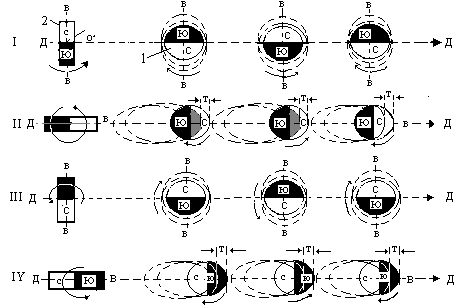 В В В В
2
I Д С О' Ю С Ю С Ю С Д
Ю 1
В В В В
Т Т Т
II Д В Ю С Ю С Ю С В Д
В В В В
III Д С Ю С Ю С Ю Д
В В В В
Т Т Т
IY Д С Ю В С Ю С Ю С Ю В Д